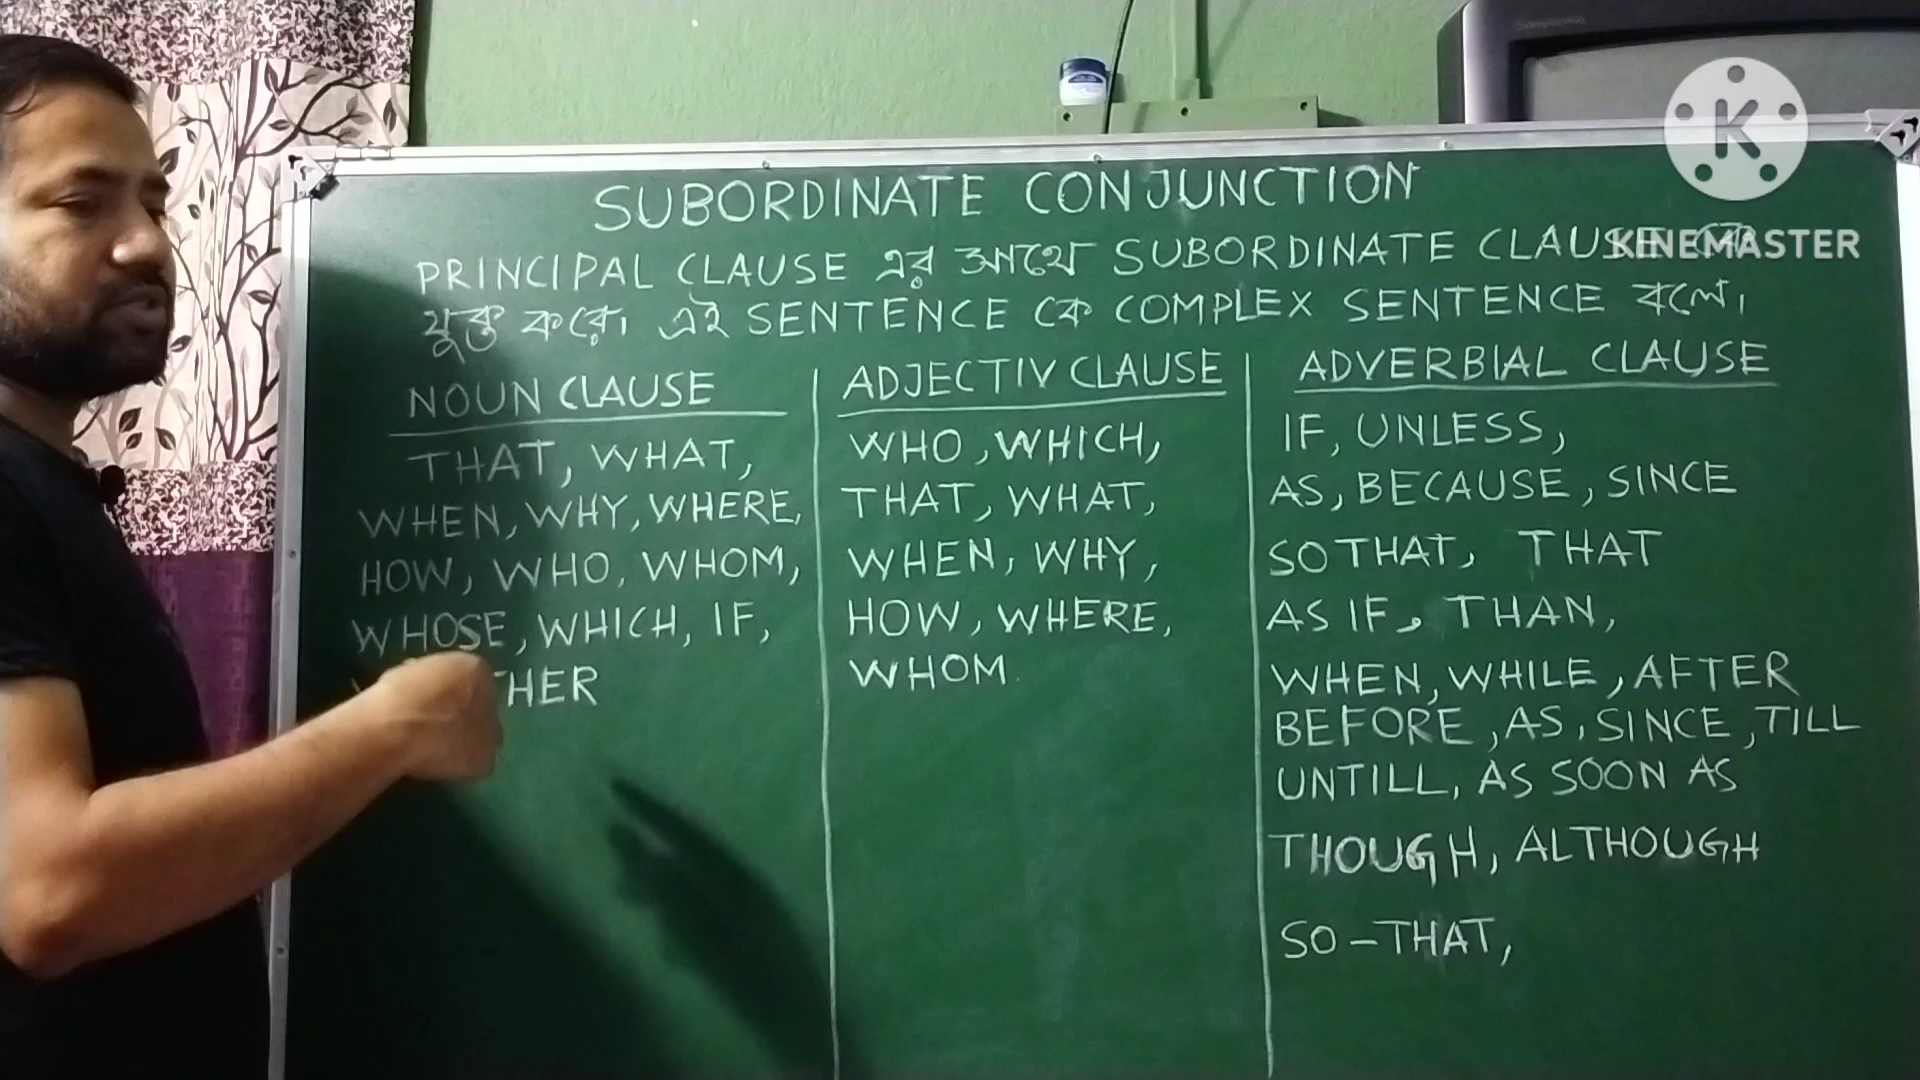 SUBORDINATE CONJUNCTION
PRINCIPAL CLAUSE এর সাথে SUBORDINATE CLAUSE কে
যুক্ত করে। এই SENTENCE কে COMPLEX SENTENCE বলে।
NOUN CLAUSE
THAT, WHAT,
WHEN, WHY, WHERE,
HOW, WHO, WHOM,
WHOSE, WHICH, IF,
THER
ADJECTIV CLAUSE
WHO, WHICH,
THAT, WHAT,
WHEN, WHY,
HOW, WHERE,
WHOM.
ADVERBIAL CLAUSE
IF, UNLESS,
AS, BECAUSE, SINCE
SO THAT, THAT
AS IF, THAN,
WHEN, WHILE, AFTER
BEFORE, AS, SINCE, TILL
UNTILL, AS SOON AS
THOUGH, ALTHOUGH
SO - THAT,
K
KINEMASTER